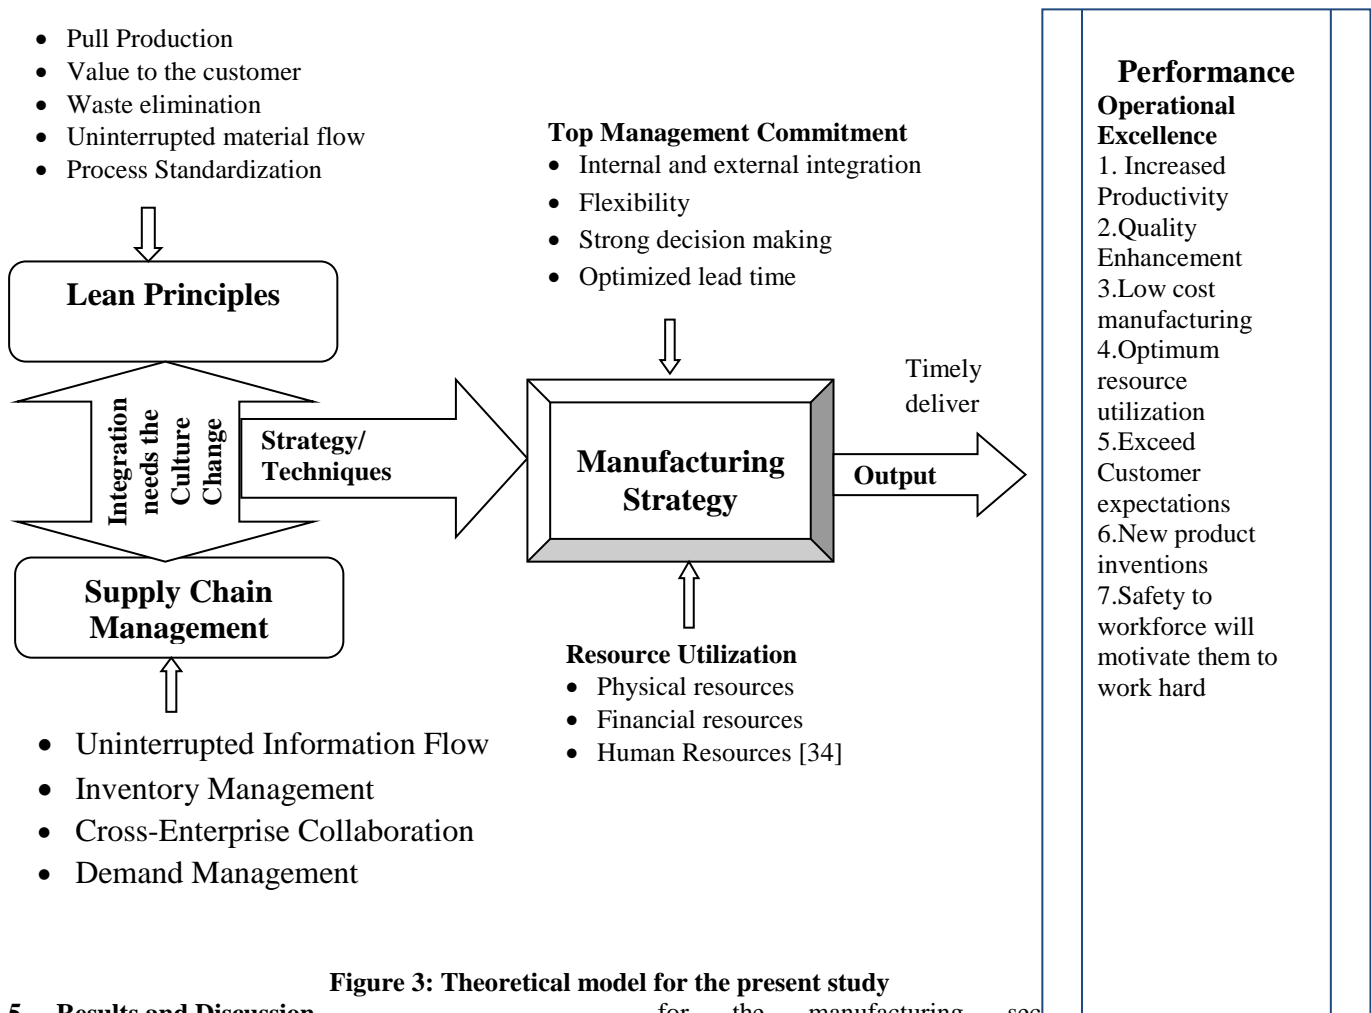 • Pull Production
• Value to the customer
• Waste elimination
• Uninterrupted material flow
• Process Standardization
Lean Principles
Integration
needs the
Culture
Change
Supply Chain
Management
• Uninterrupted Information Flow
• Inventory Management
• Cross-Enterprise Collaboration
• Demand Management
Strategy/
Techniques
Top Management Commitment
• Internal and external integration
• Flexibility
• Strong decision making
• Optimized lead time
Manufacturing
Strategy
Resource Utilization
• Physical resources
• Financial resources
• Human Resources [34]
Timely
deliver
Output
Performance
Operational
Excellence
1. Increased
Productivity
2.Quality
Enhancement
3.Low cost
manufacturing
4.Optimum
resource
utilization
5.Exceed
Customer
expectations
6.New product
inventions
7.Safety to
workforce will
motivate them to
work hard
Figure 3: Theoretical model for the present study
5 Results and Discussion
for the manufacturing sec